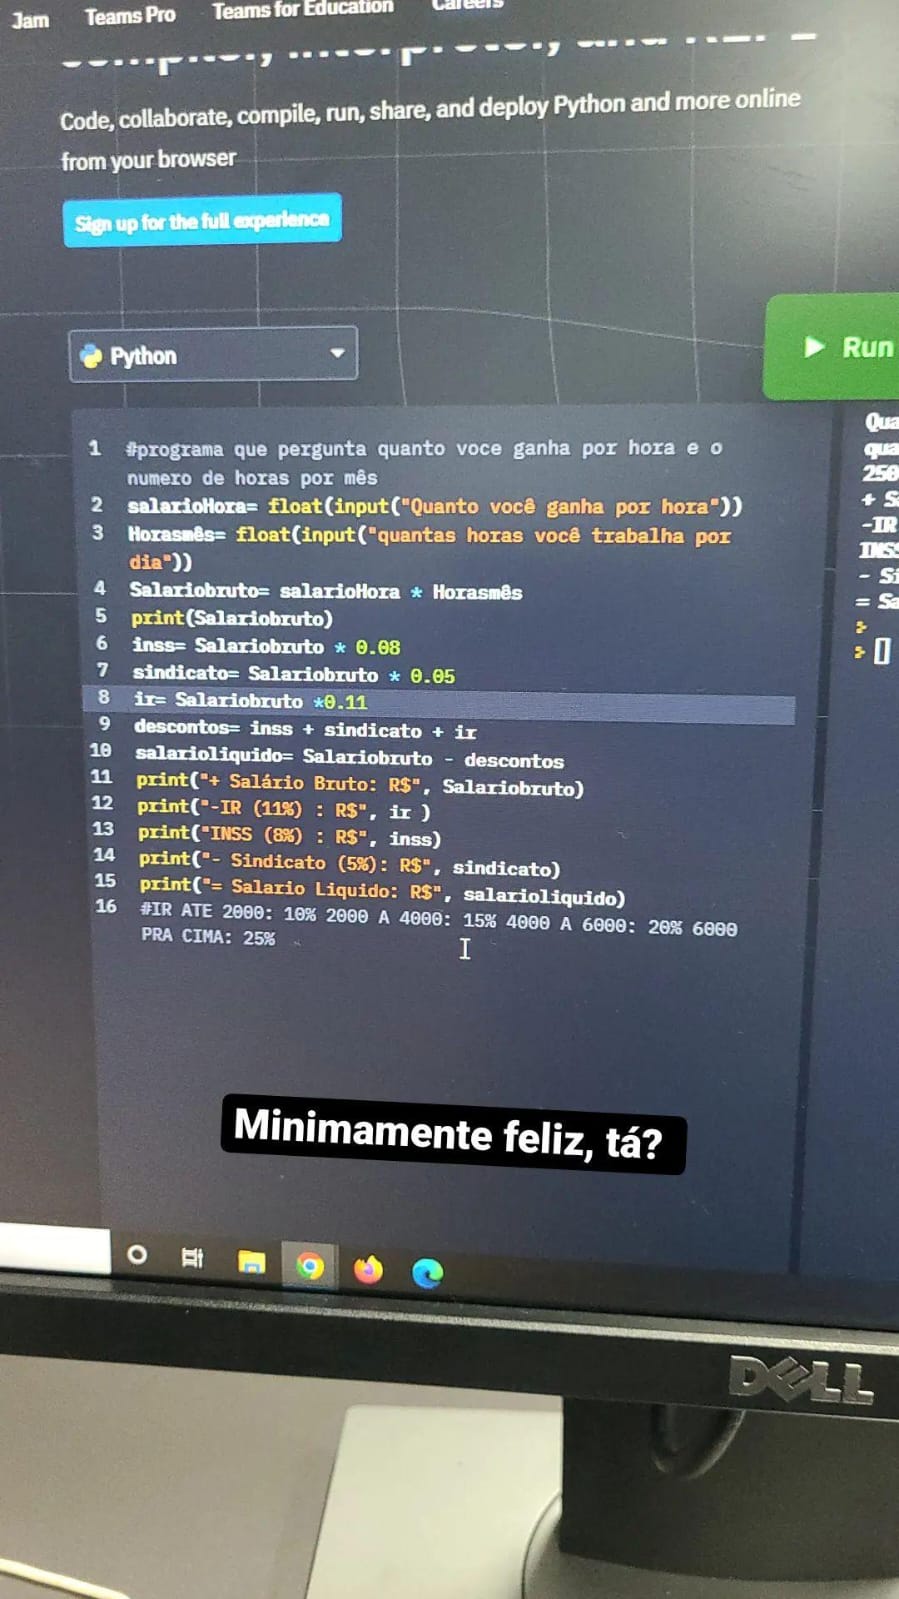 Jam Teams Pro Teams for Education Careers
Code, collaborate, compile, run, share, and deploy Python and more online
from your browser
Sign up for the full experience
Python
Run
1 #programa que pergunta quanto voce ganha por hora e o
numero de horas por mês
2 salarioHora= float(input("Quanto você ganha por hora"))
3 Horasmês= float(input("quantas horas você trabalha por
dia"))
4 Salariobruto= salarioHora * Horasmês
5 print(Salariobruto)
6 inss= Salariobruto * 0.08
7 sindicato= Salariobruto * 0.05
8 ir= Salariobruto *0.11
9 descontos= inss + sindicato + ir
10 salarioliquido= Salariobruto - descontos
11 print("+ Salário Bruto: R$", Salariobruto)
12 print("-IR (11%) : R$", ir )
13 print("INSS (8%) : R$", inss)
14 print("- Sindicato (5%): R$", sindicato)
15 print("= Salario Liquido: R$", salarioliquido)
16 #IR ATE 2000: 10% 2000 A 4000: 15% 4000 A 6000: 20% 6000
PRA CIMA: 25%
Qua
qua
250
+ Sa
-IR
INSS
- Si
= Sa
Minimamente feliz, tá?
DELL